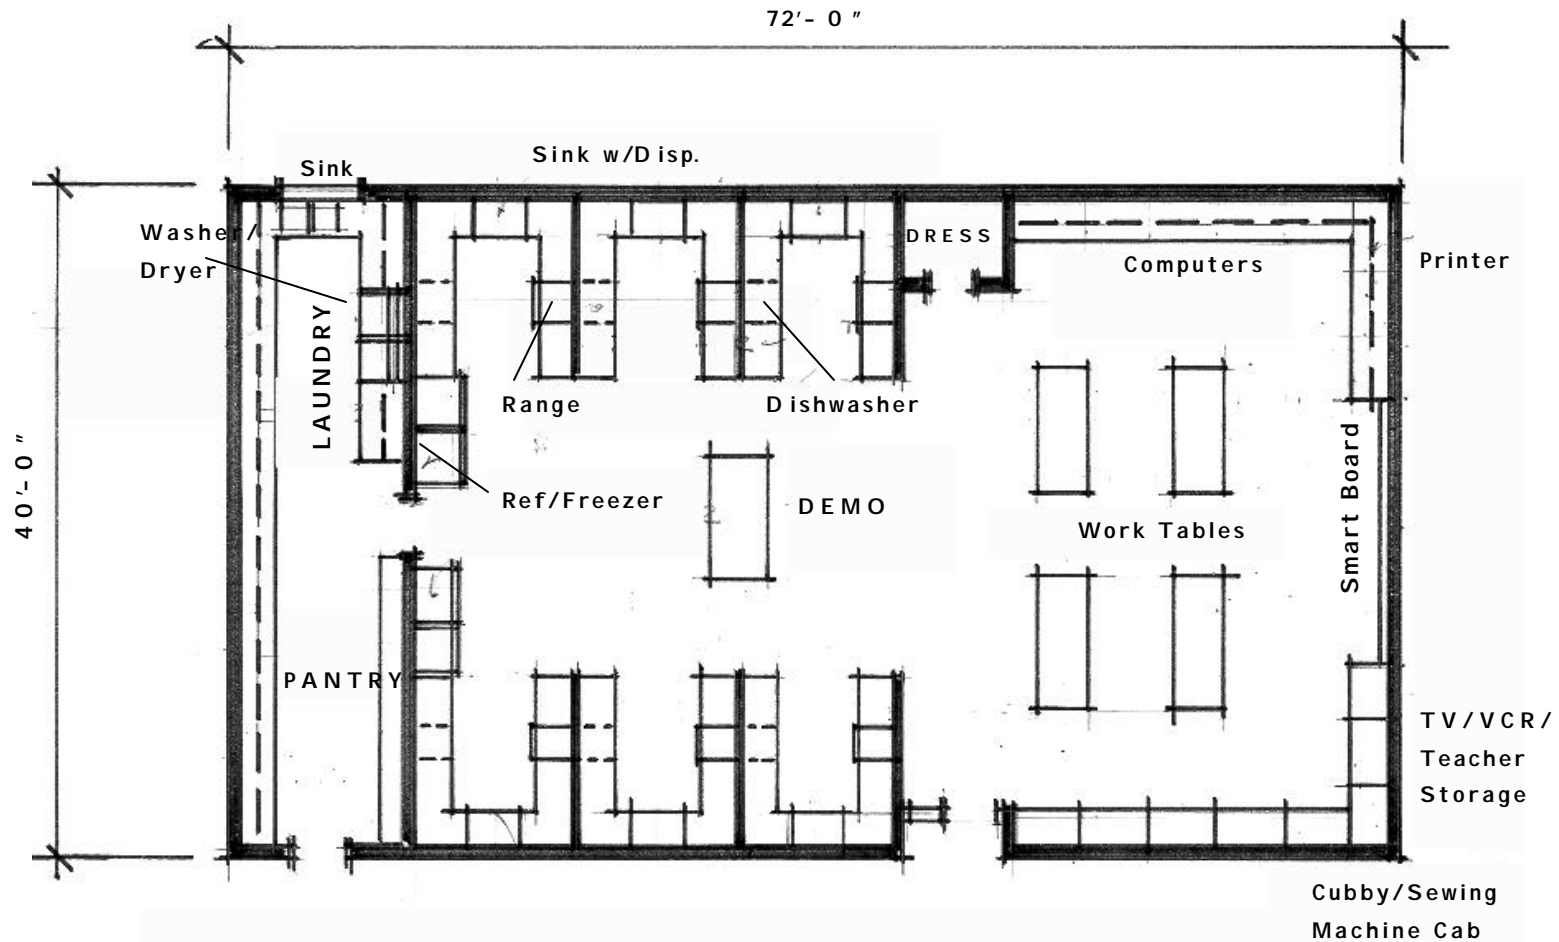 72'- 0 "
Sink
Sink w/Disp.
Washer/
Dryer
DRESS
Computers
Printer
LAUNDRY
Range
Dishwasher
40'- 0 "
Ref/Freezer
DEMO
Work Tables
Smart Board
PANTRY
TV/VCR/
Teacher
Storage
Cubby/Sewing
Machine Cab